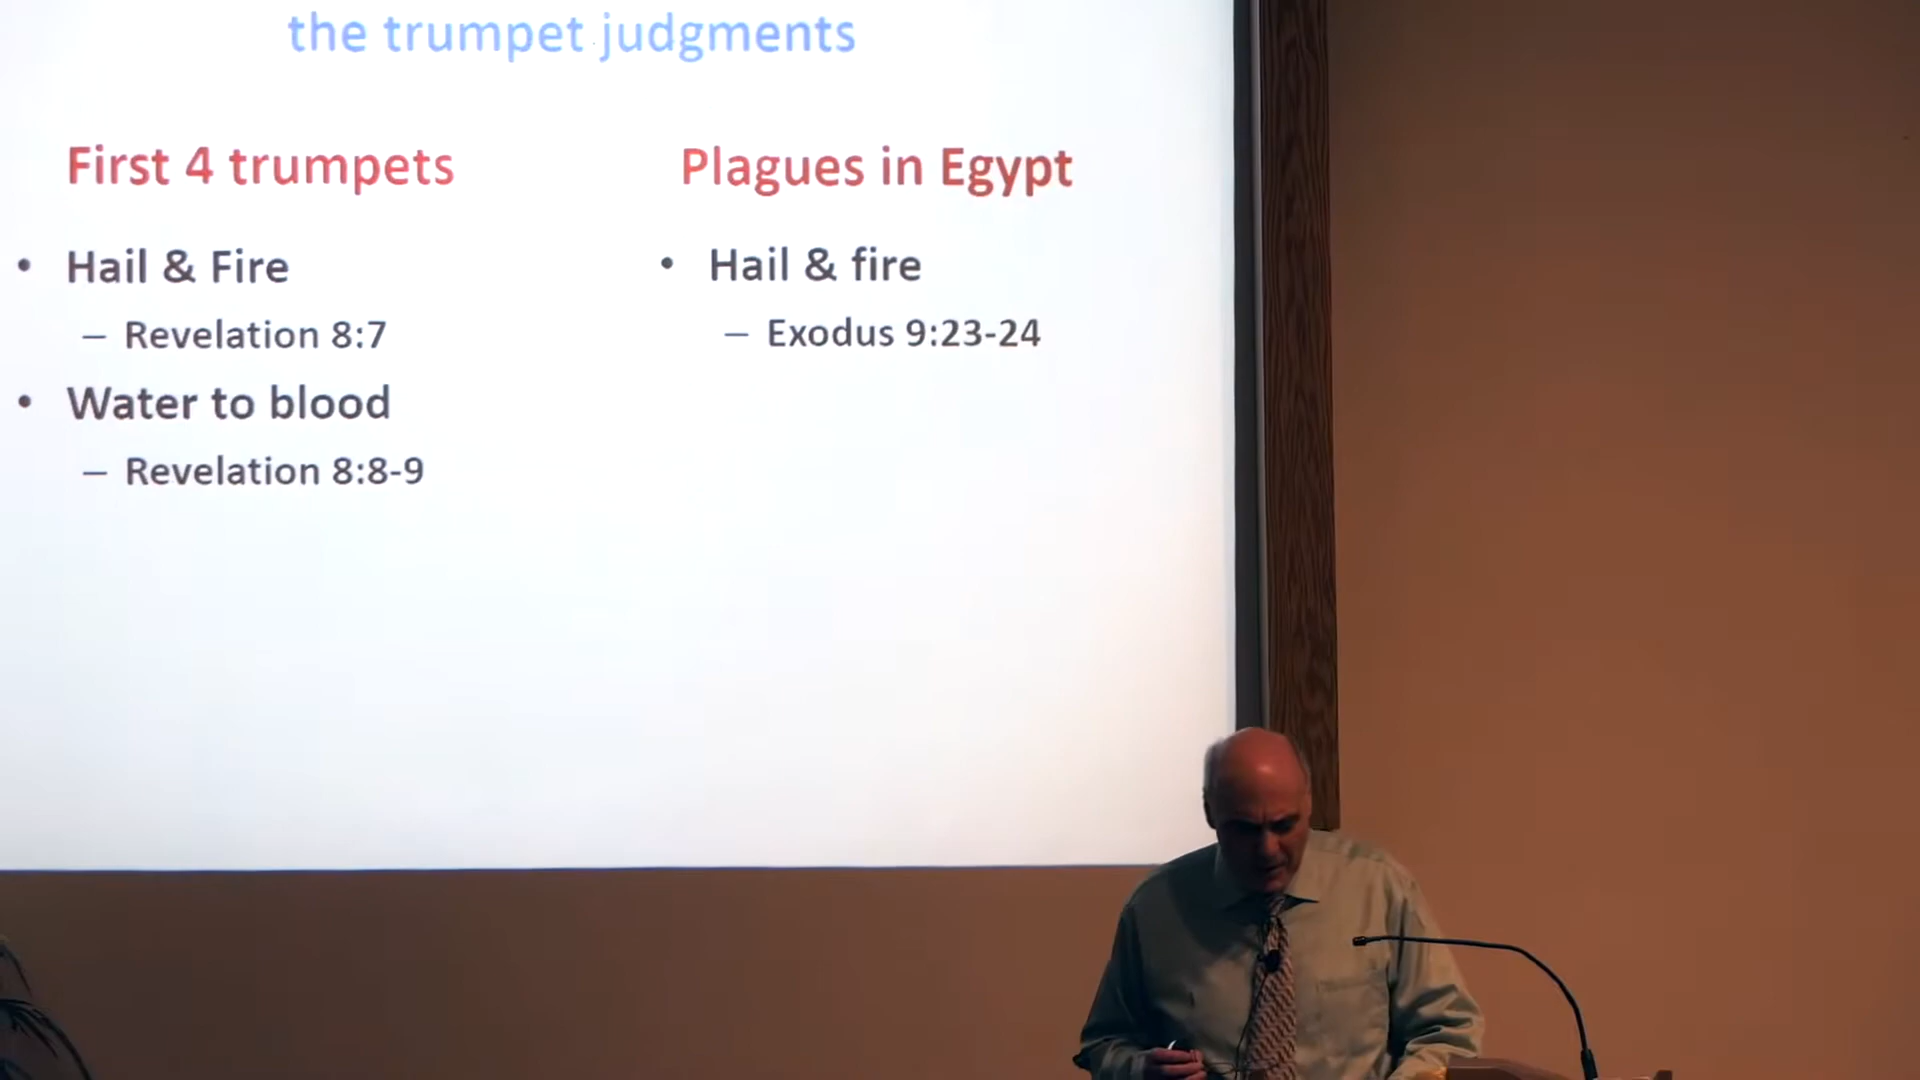 the trumpet judgments
First 4 trumpets
• Hail & Fire
– Revelation 8:7
• Water to blood
– Revelation 8:8-9
Plagues in Egypt
• Hail & fire
– Exodus 9:23-24